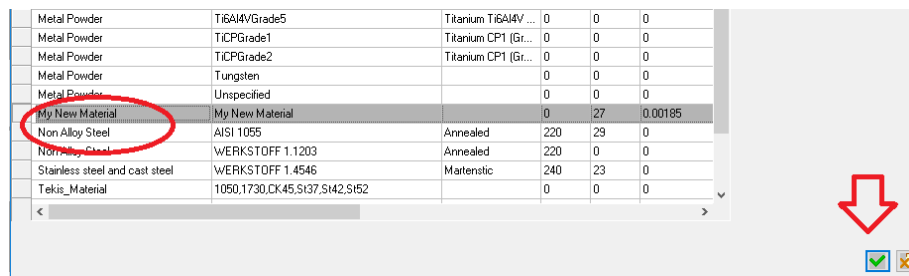 Metal Powder Ti6Al4VGrade5 Titanium Ti6Al4V ... 0 0 0
Metal Powder TiCPGrade1 Titanium CP1 (Gr... 0 0 0
Metal Powder TiCPGrade2 Titanium CP1 (Gr... 0 0 0
Metal Powder Tungsten 0 0 0
Metal Powder Unspecified 0 0 0
My New Material My New Material 0 27 0.00185
Non Alloy Steel AISI 1055 Annealed 220 29 0
Non Alloy Steel WERKSTOFF 1.1203 Annealed 220 0 0
Stainless steel and cast steel WERKSTOFF 1.4546 Martenstic 240 23 0
Tekis_Material 1050,1730,CK45,St37,St42,St52 0 0 0